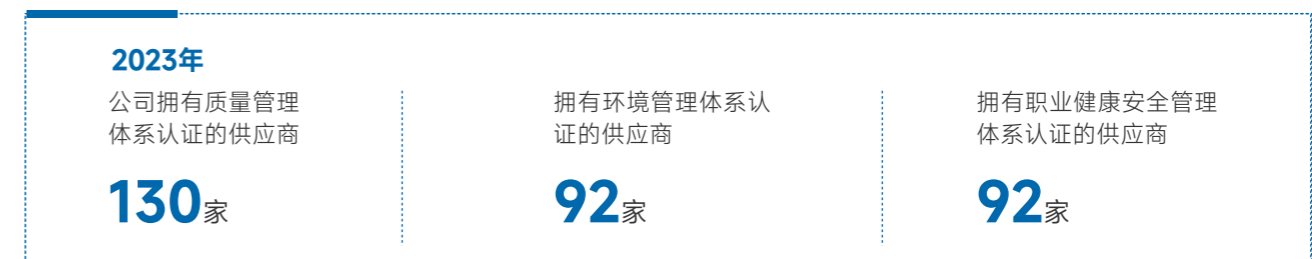 2023年
公司拥有质量管理
体系认证的供应商
130家
拥有环境管理体系认
证的供应商
92家
拥有职业健康安全管理
体系认证的供应商
92家